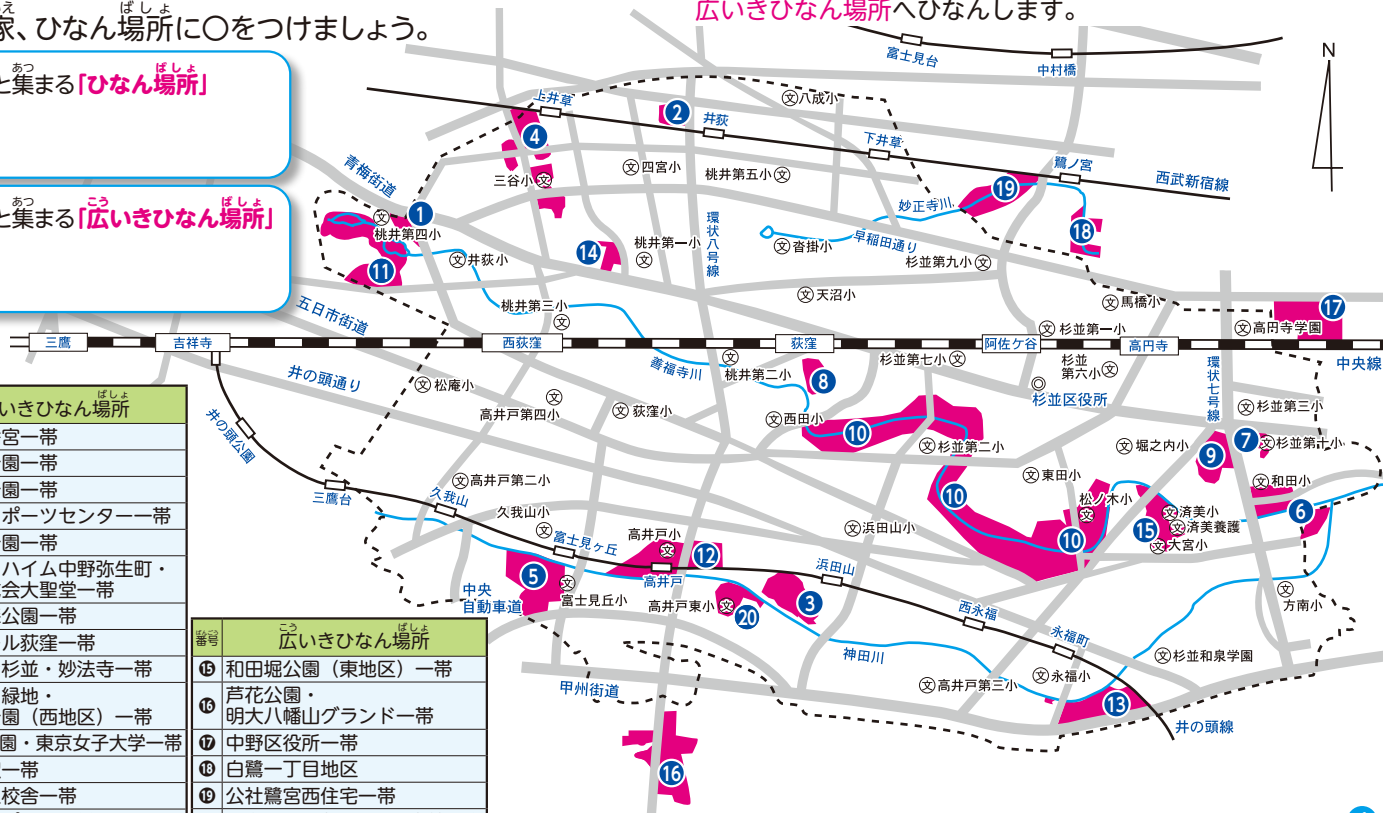 家、ひなん場所に〇をつけましょう。
広いきひなん場所へひなんします。
と集まる「ひなん場所」
と集まる「広いきひなん場所」
N
富士見台
中村橋
上井草
井荻
下井草
鷺ノ宮
西武新宿線
八成小
四宮小
三谷小
桃井第五小
青梅街道
桃井第四小
井荻小
桃井第一小
環状八号線
妙正寺川
早稲田通り
沓掛小
杉並第九小
天沼小
馬橋小
桃井第三小
五日市街道
三鷹
吉祥寺
西荻窪
荻窪
阿佐ケ谷
高円寺
高円寺学園
中央線
杉並第一小
杉並第七小
杉並第六小
杉並区役所
環状七号線
善福寺川
桃井第二小
井の頭通り
松庵小
高井戸第四小
荻窪小
西田小
杉並第二小
杉並第三小
杉並第十小
堀之内小
和田小
東田小
松ノ木小
済美小
済美養護
大宮小
井の頭公園
三鷹台
久我山
高井戸第二小
久我山小
富士見ヶ丘
高井戸小
高井戸
浜田山小
浜田山
中央自動車道
富士見丘小
高井戸東小
西永福
永福町
神田川
方南小
杉並和泉学園
永福小
高井戸第三小
甲州街道
井の頭線
1
2
3
4
5
6
7
8
9
10
10
10
11
12
13
14
15
16
17
18
19
20
いきひなん場所
宮一帯
園一帯
園一帯
ポーツセンター一帯
園一帯
ハイム中野弥生町・
会大聖堂一帯
公園一帯
ル荻窪一帯
杉並・妙法寺一帯
緑地・
園（西地区）一帯
園・東京女子大学一帯
一帯
校舎一帯
番号 広いきひなん場所
⓯ 和田堀公園（東地区）一帯
⓰ 芦花公園・
明大八幡山グランド一帯
⓱ 中野区役所一帯
⓲ 白鷺一丁目地区
⓳ 公社鷺宮西住宅一帯